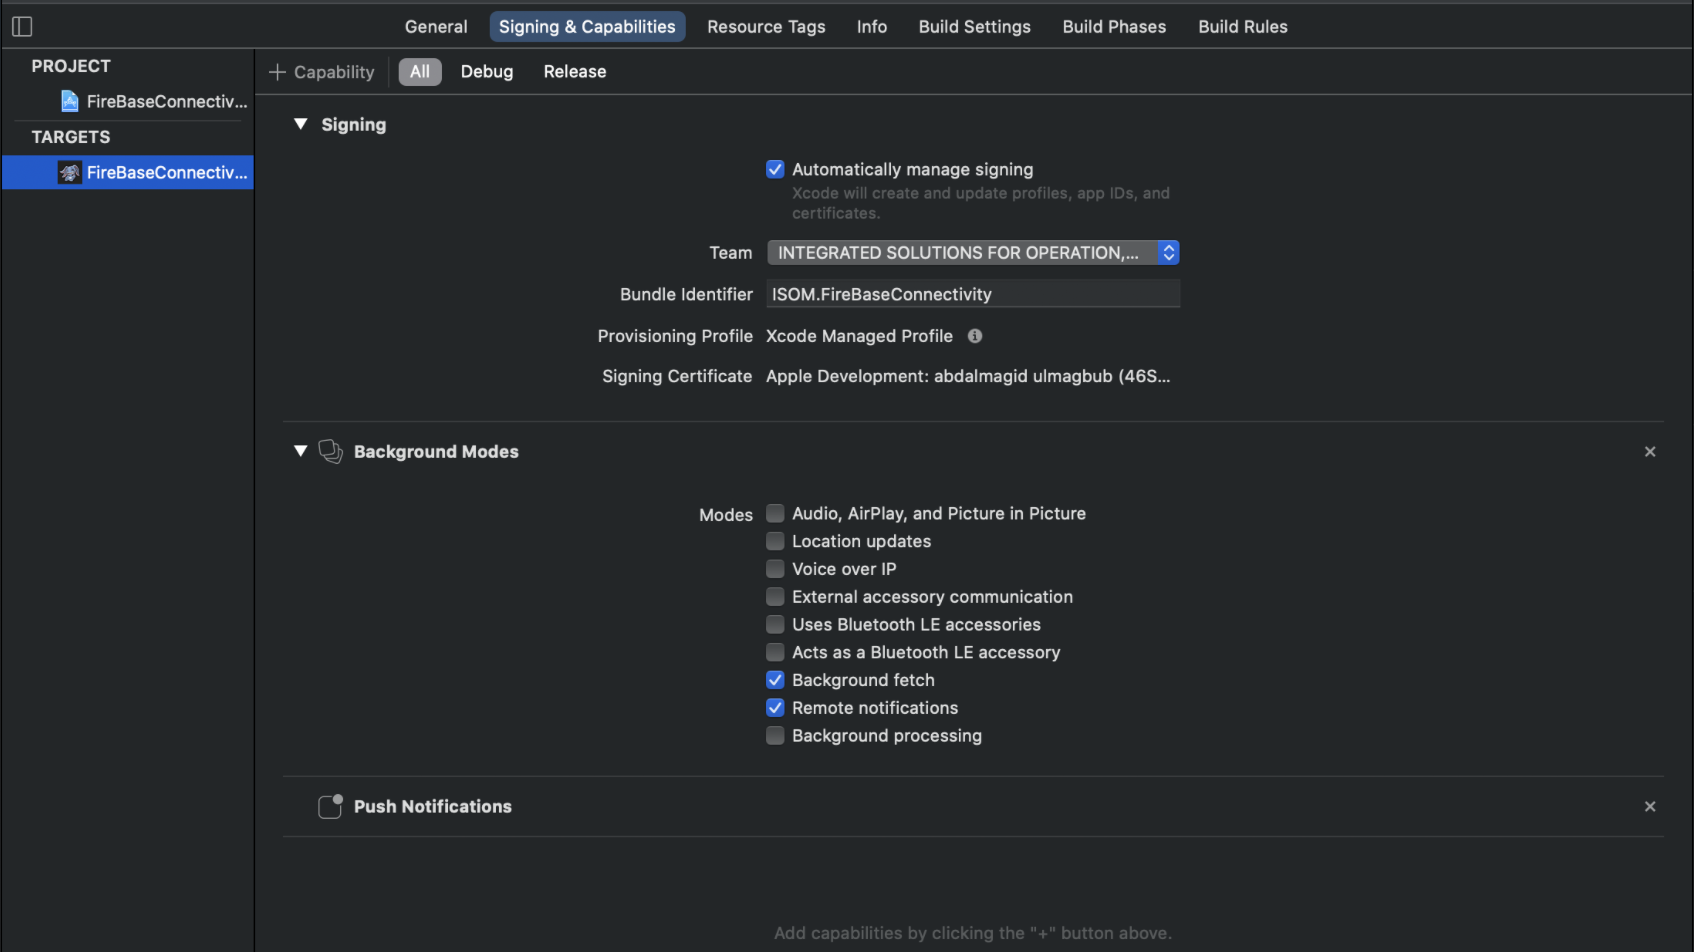 General
Signing & Capabilities
Resource Tags
Info
Build Settings
Build Phases
Build Rules
PROJECT
FireBaseConnectiv...
TARGETS
FireBaseConnectiv...
+ Capability
All
Debug
Release
Signing
Automatically manage signing
Xcode will create and update profiles, app IDs, and
certificates.
Team INTEGRATED SOLUTIONS FOR OPERATION,...
Bundle Identifier ISOM.FireBaseConnectivity
Provisioning Profile Xcode Managed Profile
Signing Certificate Apple Development: abdalmagid ulmagbub (46S...
Background Modes
Modes Audio, AirPlay, and Picture in Picture
Location updates
Voice over IP
External accessory communication
Uses Bluetooth LE accessories
Acts as a Bluetooth LE accessory
Background fetch
Remote notifications
Background processing
Push Notifications
Add capabilities by clicking the "+" button above.